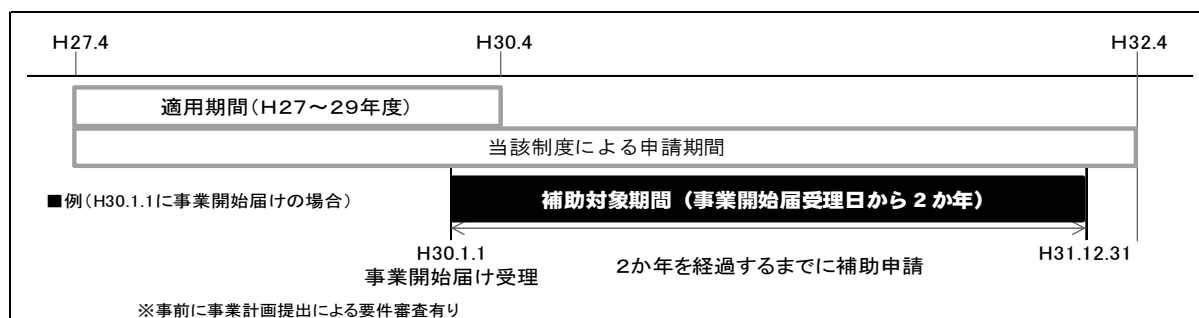 H27.4 H30.4 H32.4
適用期間(H27～29年度)
当該制度による申請期間
■例(H30.1.1に事業開始届けの場合)
補助対象期間（事業開始届受理日から２か年）
H30.1.1 H31.12.31
事業開始届け受理
２か年を経過するまでに補助申請
※事前に事業計画提出による要件審査有り